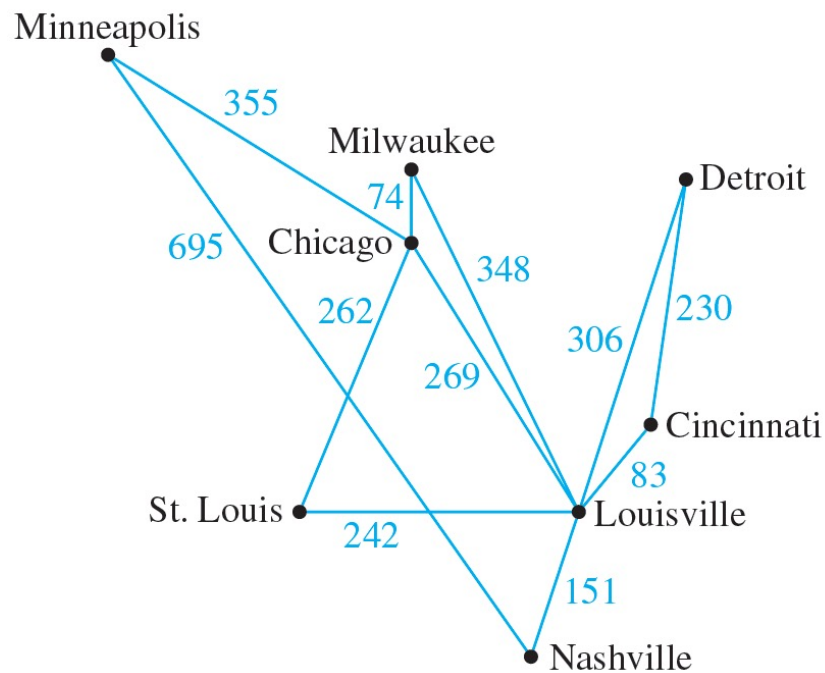 Minneapolis
355
Milwaukee
74
Detroit
695
Chicago
348
262
230
306
269
Cincinnati
83
St. Louis
Louisville
242
151
Nashville